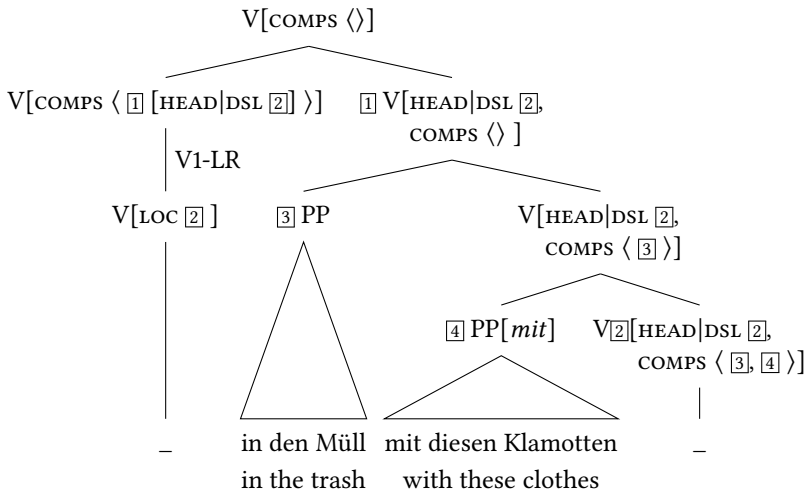 V[COMPS ⟨⟩]
V[COMPS ⟨ 1 [HEAD|DSL 2] ⟩]
1 V[HEAD|DSL 2,
COMPS ⟨⟩ ]
V1-LR
V[LOC 2 ]
3 PP
V[HEAD|DSL 2,
COMPS ⟨ 3 ⟩]
4 PP[mit]
V2[HEAD|DSL 2,
COMPS ⟨ 3, 4 ⟩]
_
in den Müll
in the trash
mit diesen Klamotten
with these clothes
_